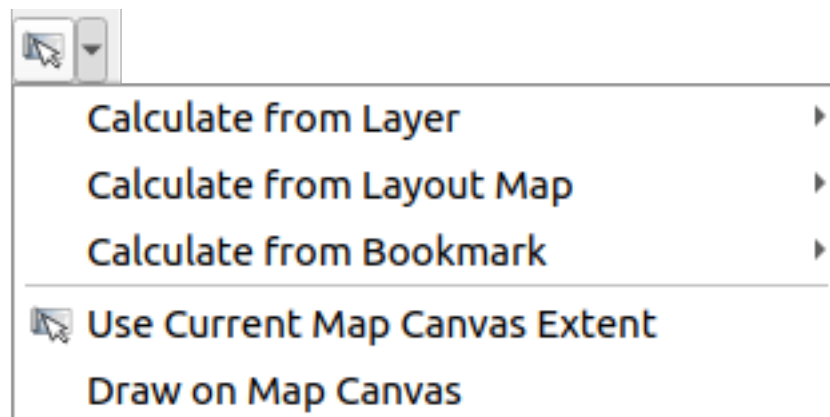 Calculate from Layer
Calculate from Layout Map
Calculate from Bookmark
Use Current Map Canvas Extent
Draw on Map Canvas